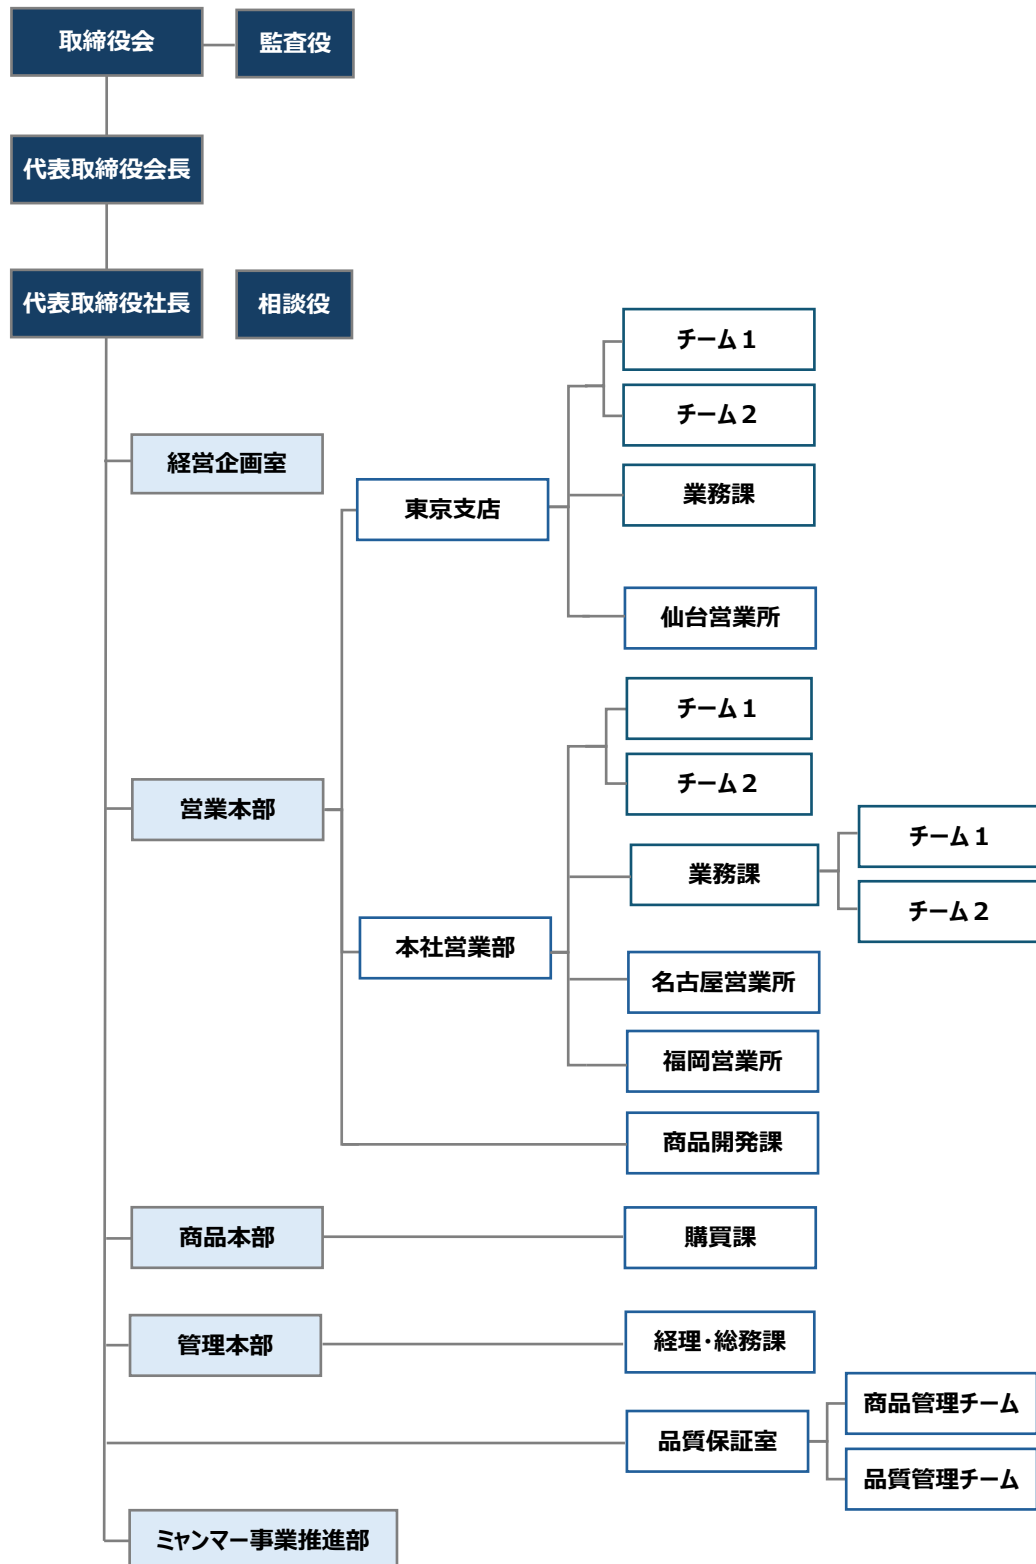 取締役会
監査役
代表取締役会長
代表取締役社長
相談役
チーム１
チーム２
経営企画室
東京支店
業務課
仙台営業所
チーム１
チーム２
営業本部
チーム１
業務課
チーム２
本社営業部
名古屋営業所
福岡営業所
商品開発課
商品本部
購買課
管理本部
経理・総務課
商品管理チーム
品質保証室
品質管理チーム
ミャンマー事業推進部